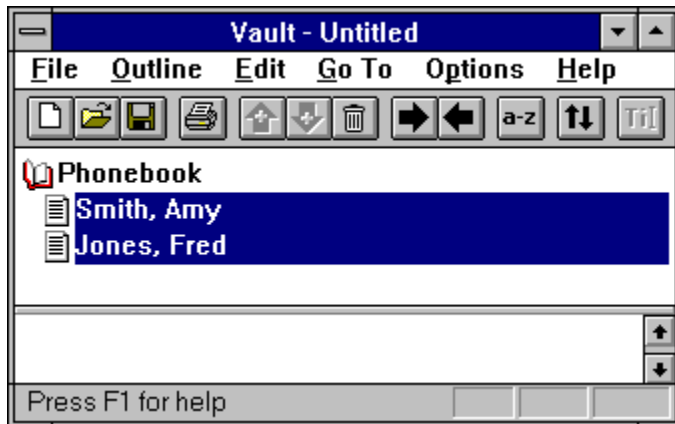 Vault - Untitled
File Outline Edit Go To Options Help
a-z
Phonebook
Smith, Amy
Jones, Fred
Press F1 for help